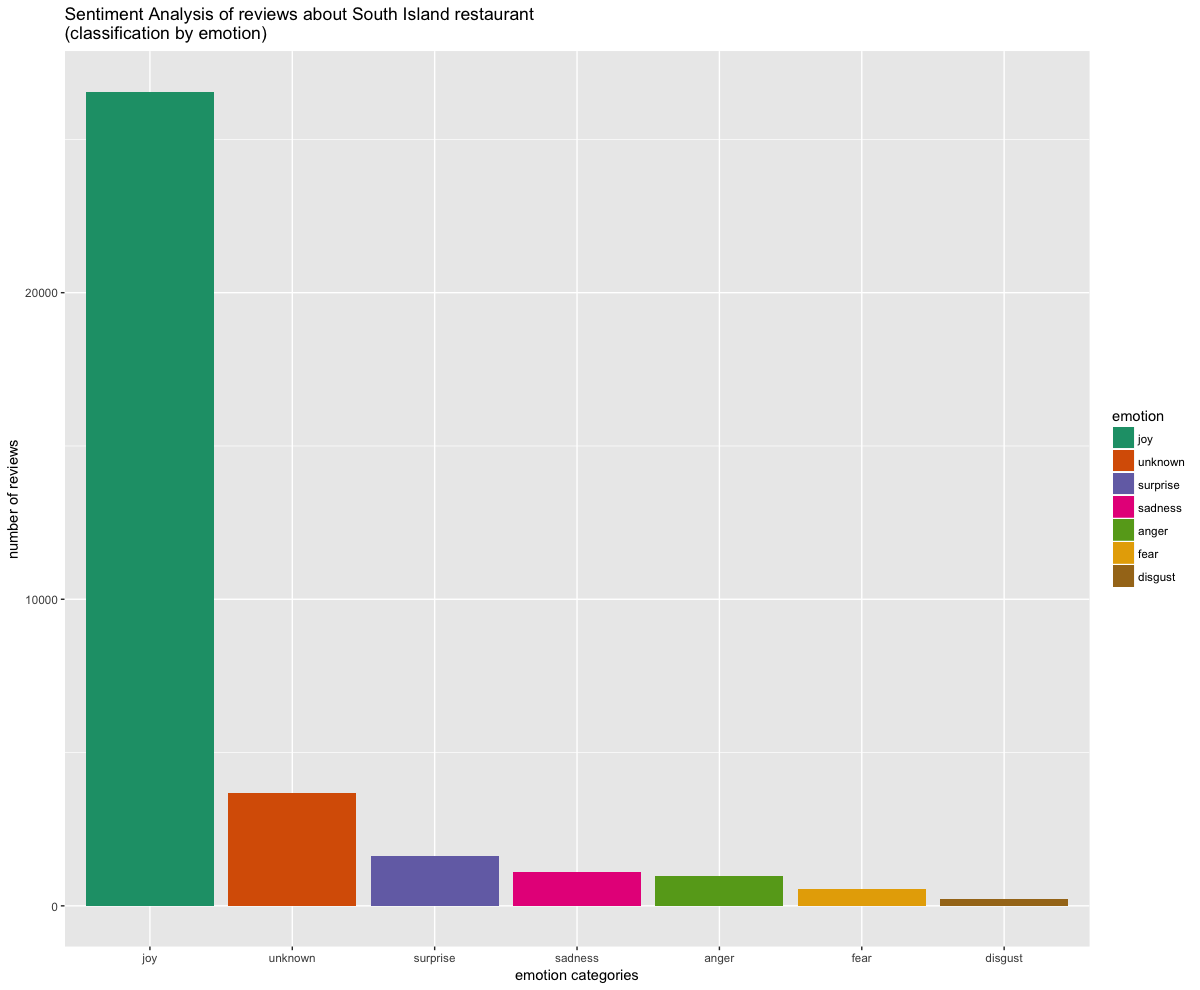 Sentiment Analysis of reviews about South Island restaurant
(classification by emotion)
20000
10000
0
number of reviews
joy
unknown
surprise
sadness
anger
fear
disgust
emotion categories
emotion
joy
unknown
surprise
sadness
anger
fear
disgust